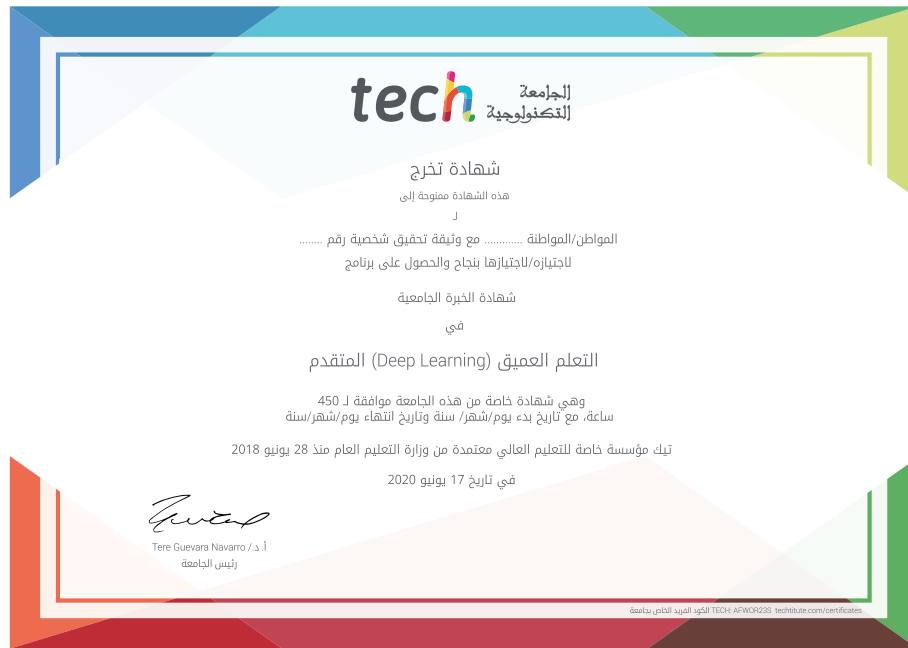 tech
الجامعة
التكنولوجية
شهادة تخرج
هذه الشهادة ممنوحة إلى
لـ
المواطن/المواطنة ............ مع وثيقة تحقيق شخصية رقم ........
لاجتيازه/لاجتيازها بنجاح والحصول على برنامج
شهادة الخبرة الجامعية
في
التعلم العميق (Deep Learning) المتقدم
وهي شهادة خاصة من هذه الجامعة موافقة لـ 450
ساعة، مع تاريخ بدء يوم/شهر/ سنة وتاريخ انتهاء يوم/شهر/سنة
تيك مؤسسة خاصة للتعليم العالي معتمدة من وزارة التعليم العام منذ 28 يونيو 2018
في تاريخ 17 يونيو 2020
أ. د./ Tere Guevara Navarro
رئيس الجامعة
الكود الفريد الخاص بجامعة TECH: AFWOR23S techtitute.com/certificates